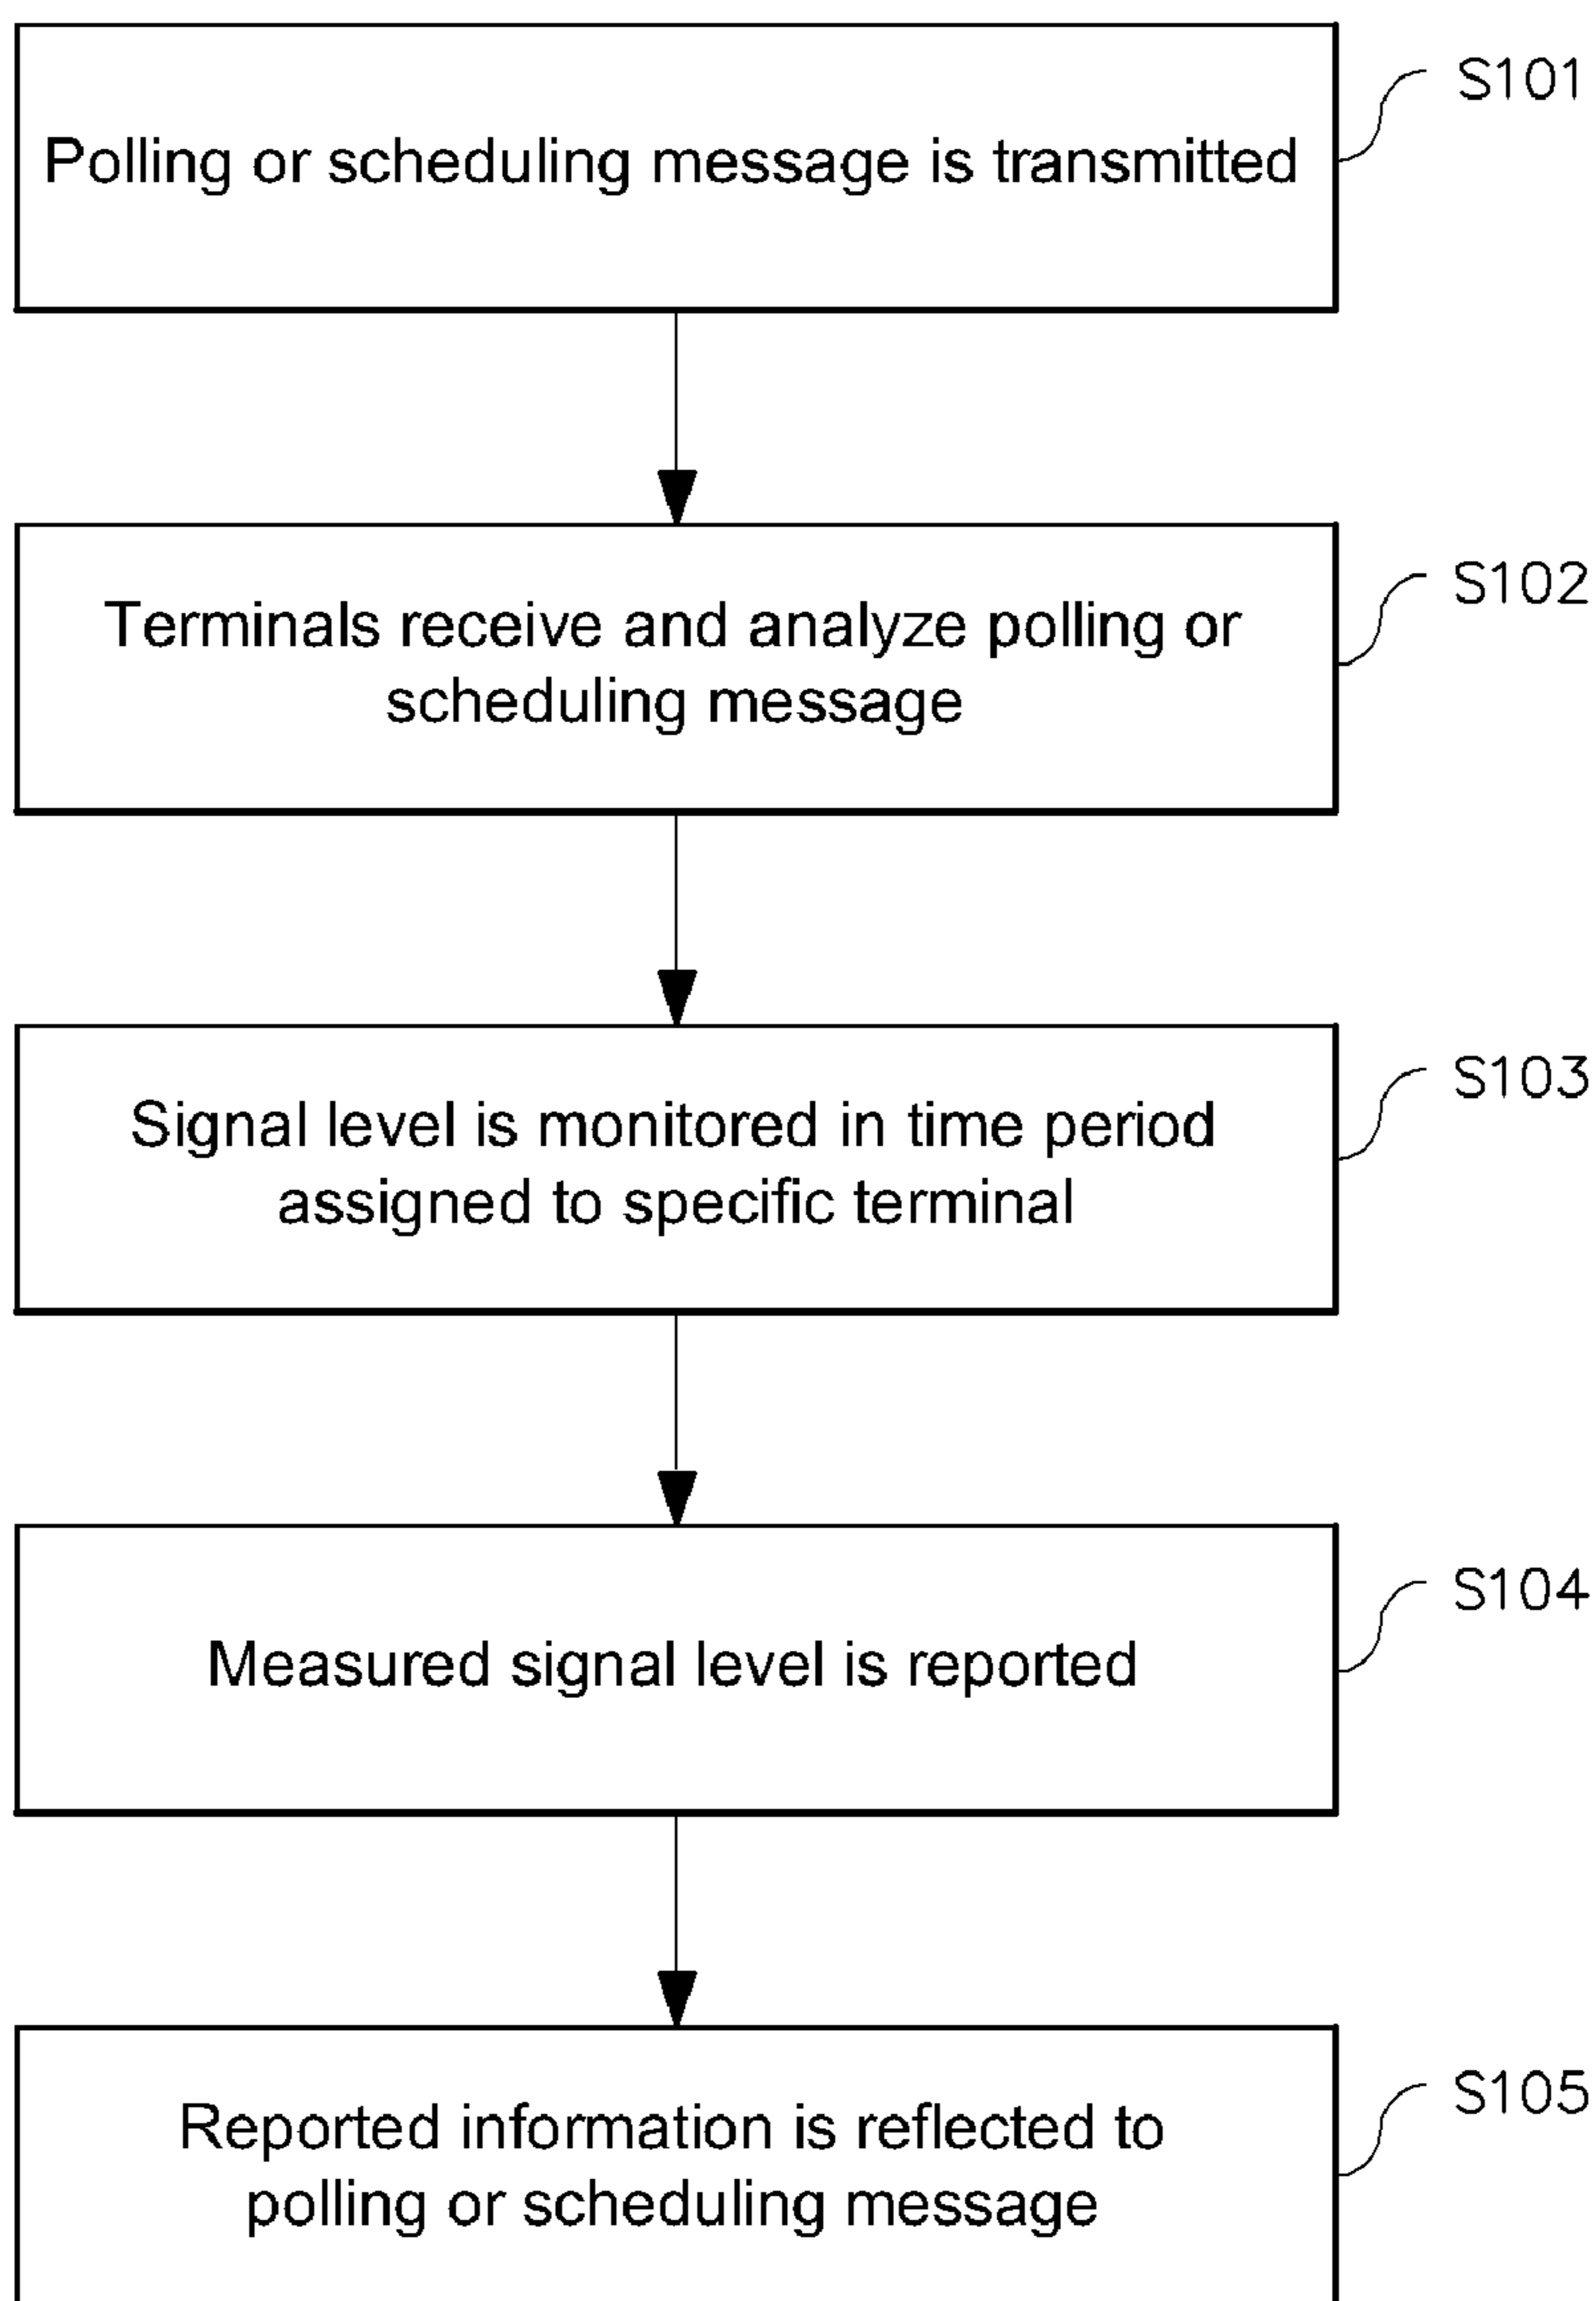 S101
Polling or scheduling message is transmitted
S102
Terminals receive and analyze polling or
scheduling message
S103
Signal level is monitored in time period
assigned to specific terminal
S104
Measured signal level is reported
S105
Reported information is reflected to
polling or scheduling message